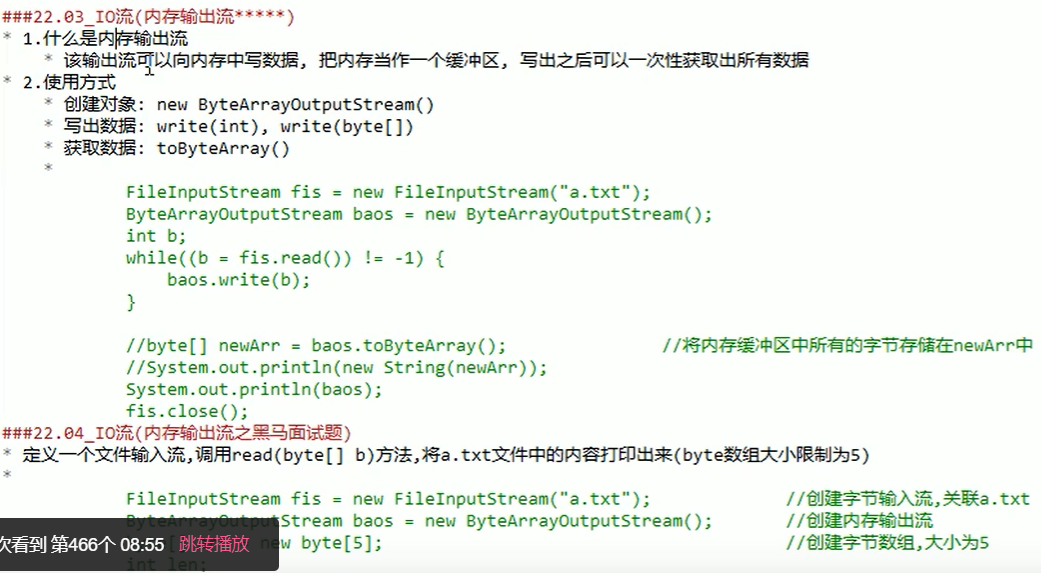 ###22.03_IO流(内存输出流*****)
* 1.什么是内存输出流
* 该输出流可以向内存中写数据, 把内存当作一个缓冲区, 写出之后可以一次性获取出所有数据
* 2.使用方式
* 创建对象: new ByteArrayOutputStream()
* 写出数据: write(int), write(byte[])
* 获取数据: toByteArray()
*
FileInputStream fis = new FileInputStream("a.txt");
ByteArrayOutputStream baos = new ByteArrayOutputStream();
int b;
while((b = fis.read()) != -1) {
baos.write(b);
}
//byte[] newArr = baos.toByteArray(); //将内存缓冲区中所有的字节存储在newArr中
//System.out.println(new String(newArr));
System.out.println(baos);
fis.close();
###22.04_IO流(内存输出流之黑马面试题)
* 定义一个文件输入流,调用read(byte[] b)方法,将a.txt文件中的内容打印出来(byte数组大小限制为5)
*
FileInputStream fis = new FileInputStream("a.txt"); //创建字节输入流,关联a.txt
ByteArrayOutputStream baos = new ByteArrayOutputStream(); //创建内存输出流
new byte[5]; //创建字节数组,大小为5
次看到 第466个 08:55 跳转播放
int len;